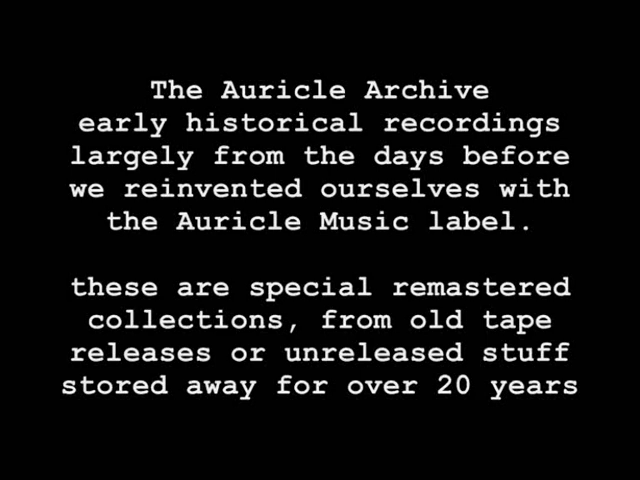 The Auricle Archive
early historical recordings
largely from the days before
we reinvented ourselves with
the Auricle Music label.
these are special remastered
collections, from old tape
releases or unreleased stuff
stored away for over 20 years